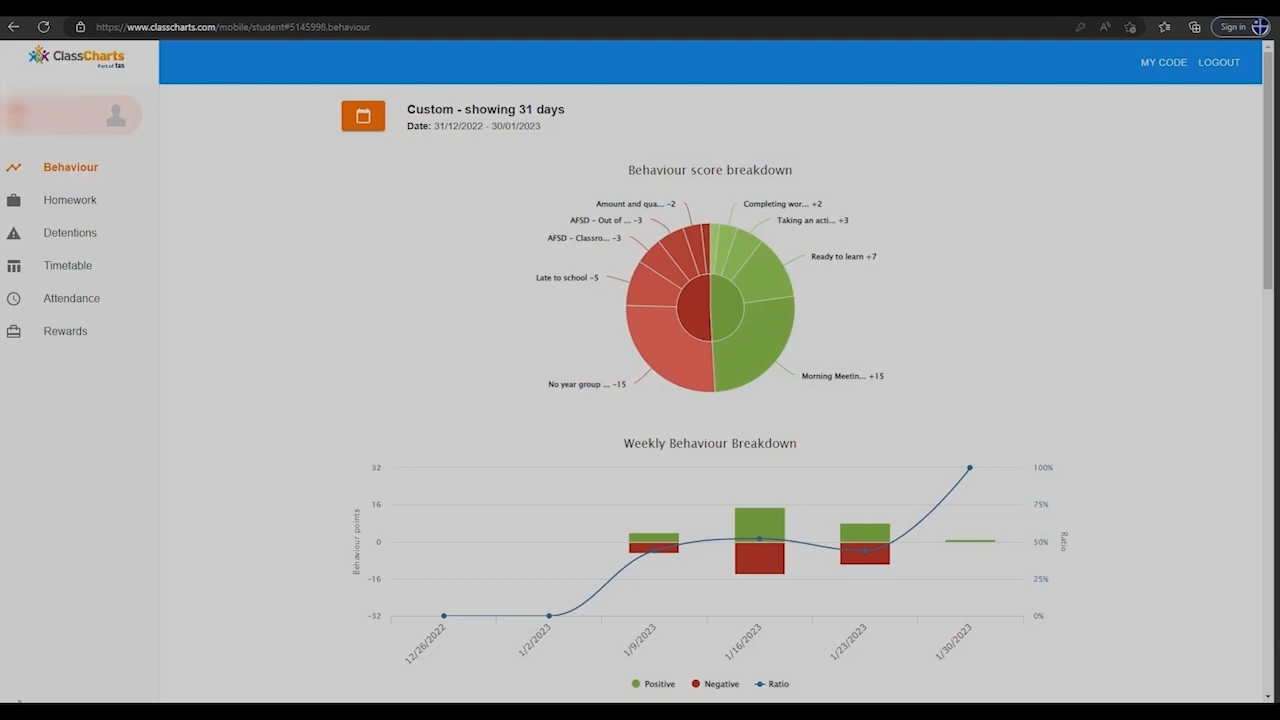 https://www.classcharts.com/mobile/student#5145998.behaviour
Sign in
ClassCharts
Part of tes
MY CODE LOGOUT
Behaviour
Homework
Detentions
Timetable
Attendance
Rewards
Custom - showing 31 days
Date: 31/12/2022 - 30/01/2023
Behaviour score breakdown
Amount and qua... -2
Completing wor... +2
AFSD - Out of ... -3
Taking an acti... +3
AFSD - Classro... -3
Ready to learn +7
Late to school -5
Morning Meetin... +15
No year group ... -15
Weekly Behaviour Breakdown
32
16
0
-16
-32
Behaviour points
100%
75%
50%
25%
0%
Ratio
12/26/2022
1/2/2023
1/9/2023
1/16/2023
1/23/2023
1/30/2023
Positive Negative Ratio